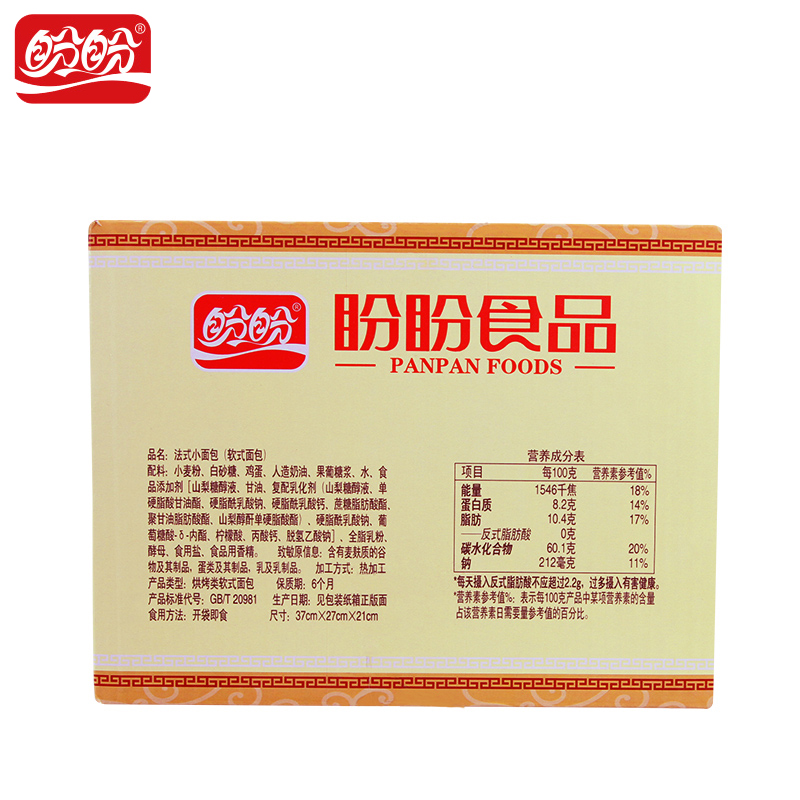 盼盼®
盼盼®
盼盼食品
PANPAN FOODS
品名：法式小面包（软式面包）
配料：小麦粉、白砂糖、鸡蛋、人造奶油、果葡糖浆、水、食
品添加剂［山梨糖醇液、甘油、复配乳化剂（山梨糖醇液、单
硬脂酸甘油酯、硬脂酰乳酸钠、硬脂酰乳酸钙、蔗糖脂肪酸酯、
聚甘油脂肪酸酯、山梨醇酐单硬脂酸酯）、硬脂酰乳酸钠、葡
萄糖酸-δ-内酯、柠檬酸、丙酸钙、脱氢乙酸钠］、全脂乳粉、
酵母、食用盐、食品用香精。 致敏原信息：含有麦麸质的谷
物及其制品，蛋类及其制品，乳及乳制品。 加工方式：热加工
产品类型：烘烤类软式面包 保质期：6个月
产品标准代号：GB/T 20981 生产日期：见包装纸箱正版面
食用方法：开袋即食 尺寸：37cm×27cm×21cm
营养成分表
项目 每100克 营养素参考值%
能量 1546千焦 18%
蛋白质 8.2克 14%
脂肪 10.4克 17%
——反式脂肪酸 0克
碳水化合物 60.1克 20%
钠 212毫克 11%
*每天摄入反式脂肪酸不应超过2.2g，过多摄入有害健康。
*营养素参考值%：表示每100克产品中某项营养素的含量
占该营养素日需要量参考值的百分比。